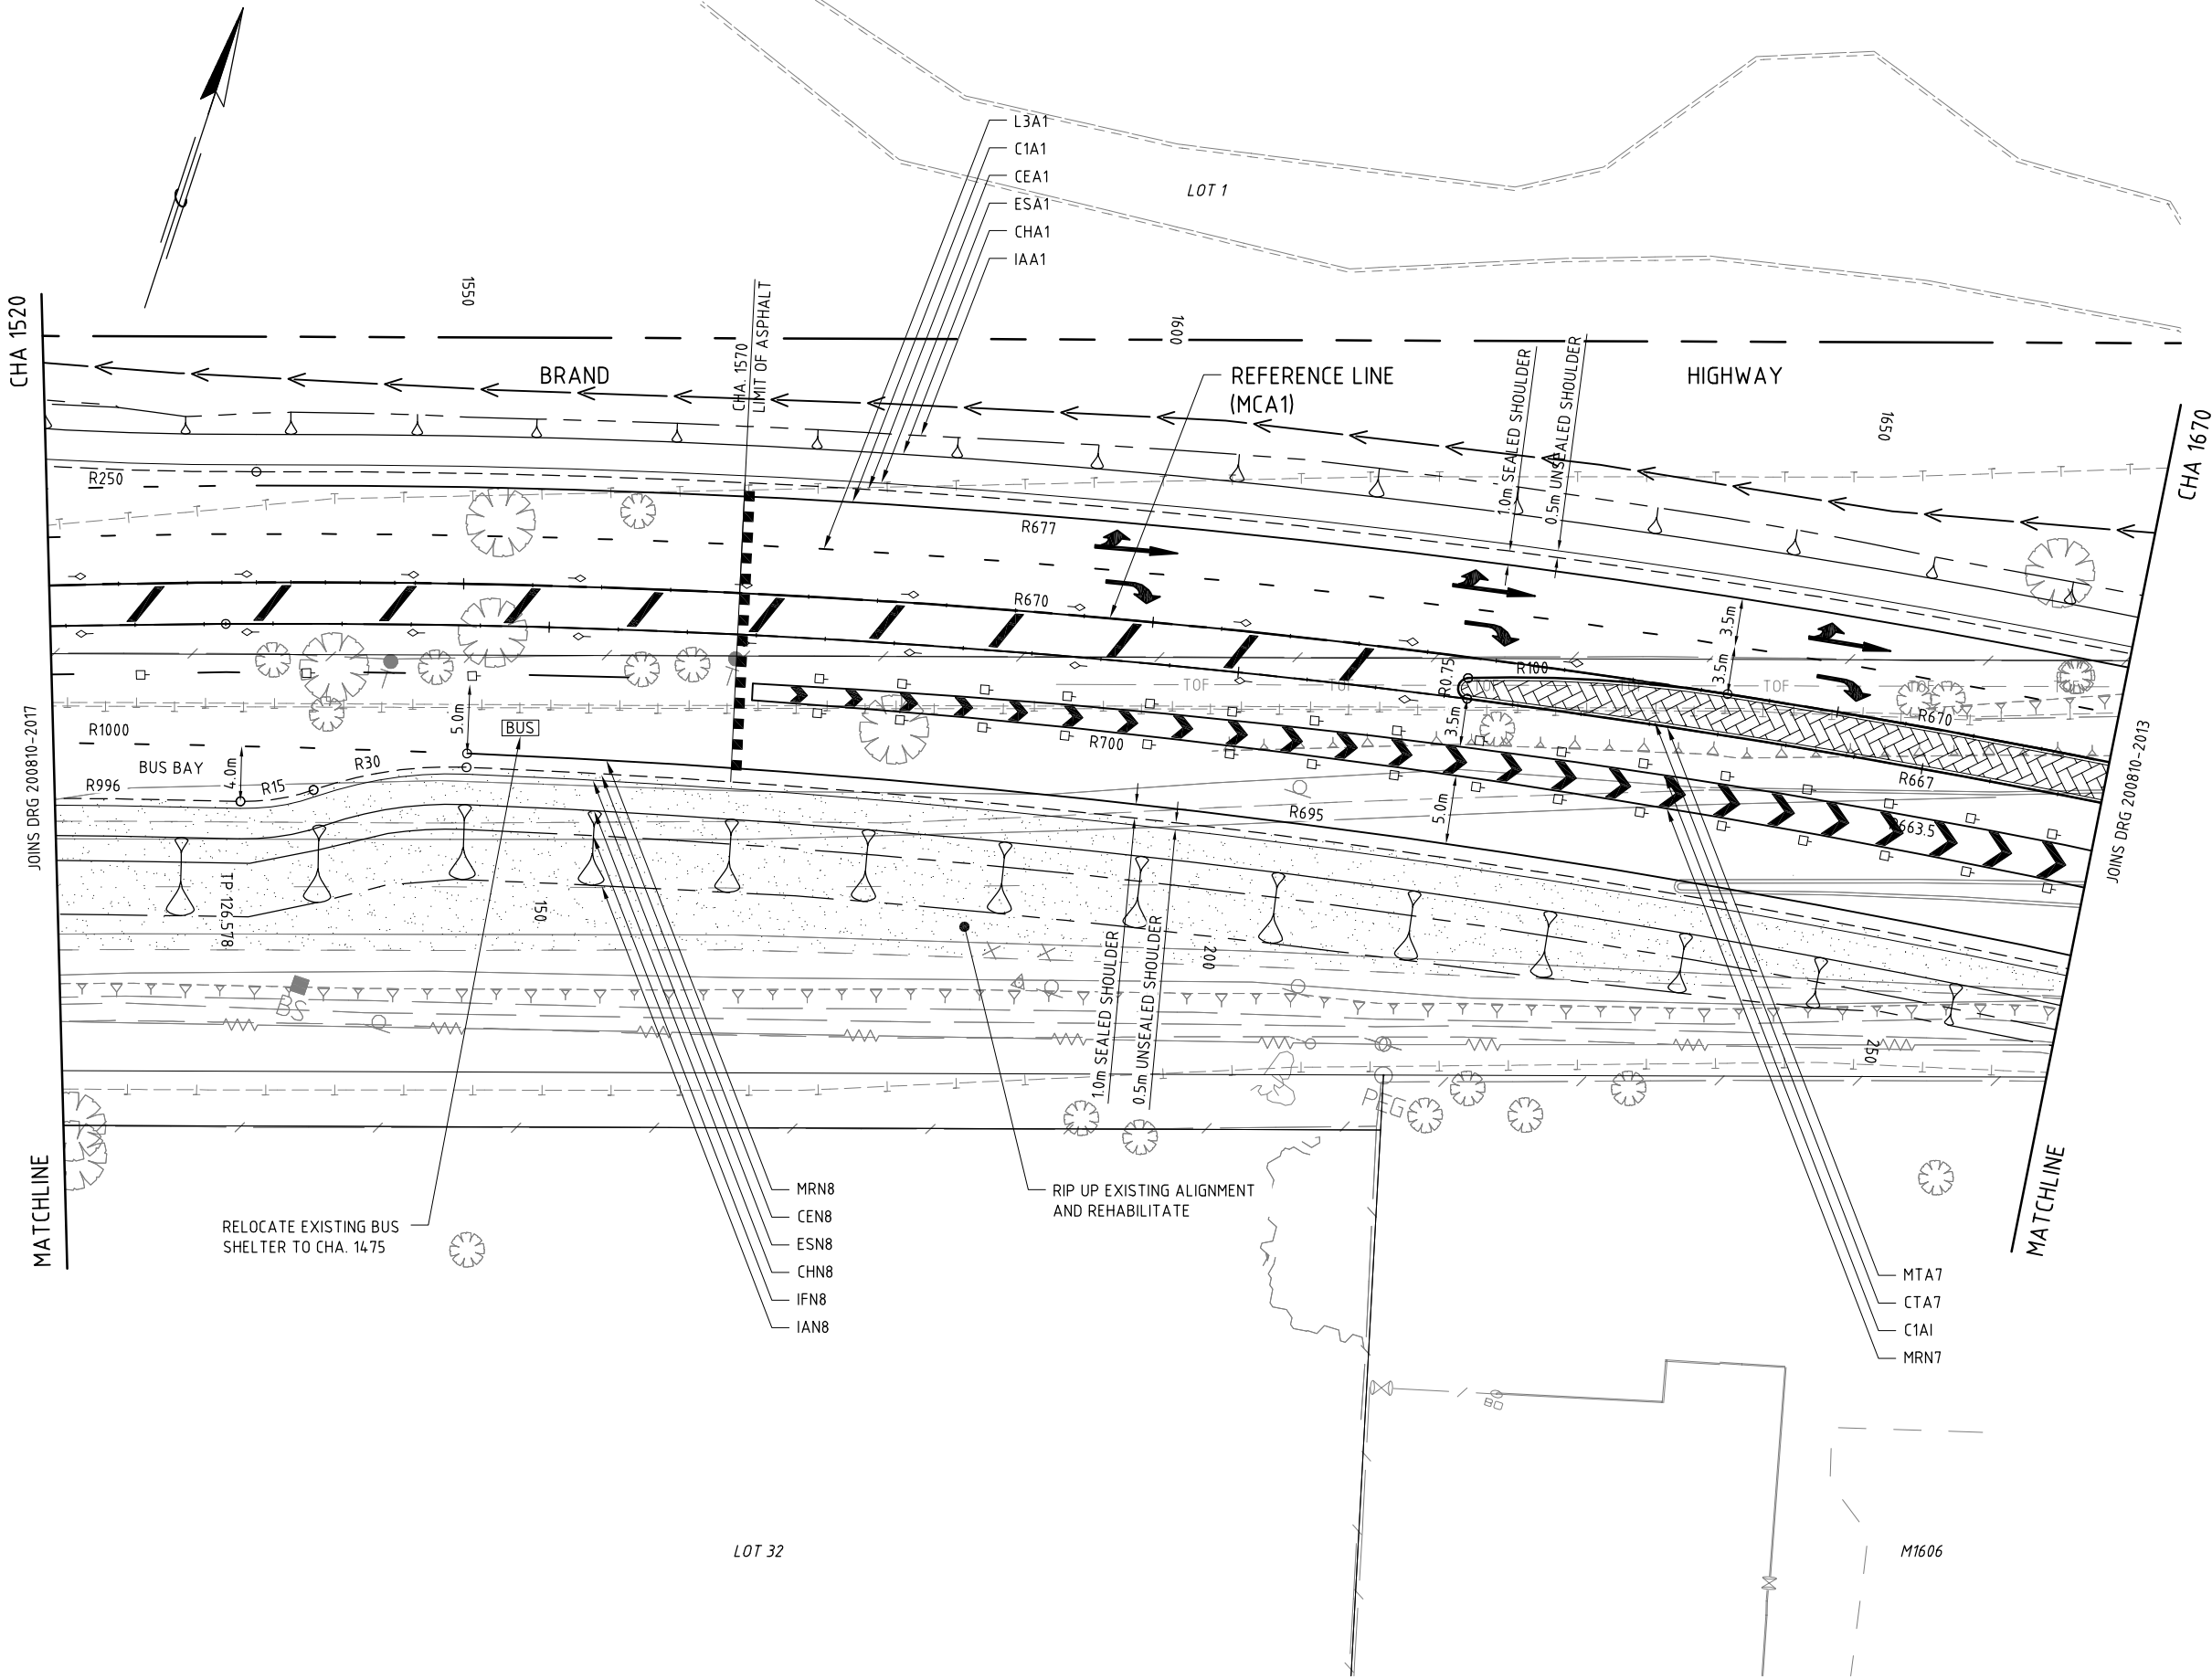 L3A1
C1A1
CEA1
ESA1
CHA1
IAA1
LOT 1
CHA 1520
1550
CHA. 1570
LIMIT OF ASPHALT
1600
BRAND
REFERENCE LINE
(MCA1)
1.0m SEALED SHOULDER
0.5m UNSEALED SHOULDER
HIGHWAY
1650
CHA 1670
R250
R677
R670
3.5m
3.5m
R100
R0.75
TOF
TOF
TOF
R670
JOINS DRG 200810-2017
R1000
5.0m
BUS
R700
3.5m
JOINS DRG 200810-2013
BUS BAY
4.0m
R30
R15
R996
R667
R695
5.0m
R663.5
TP 126.578
150
200
250
BS
1.0m SEALED SHOULDER
0.5m UNSEALED SHOULDER
PEG
MATCHLINE
MATCHLINE
RELOCATE EXISTING BUS
SHELTER TO CHA. 1475
MRN8
CEN8
ESN8
CHN8
IFN8
IAN8
RIP UP EXISTING ALIGNMENT
AND REHABILITATE
MTA7
CTA7
C1AI
MRN7
LOT 32
M1606